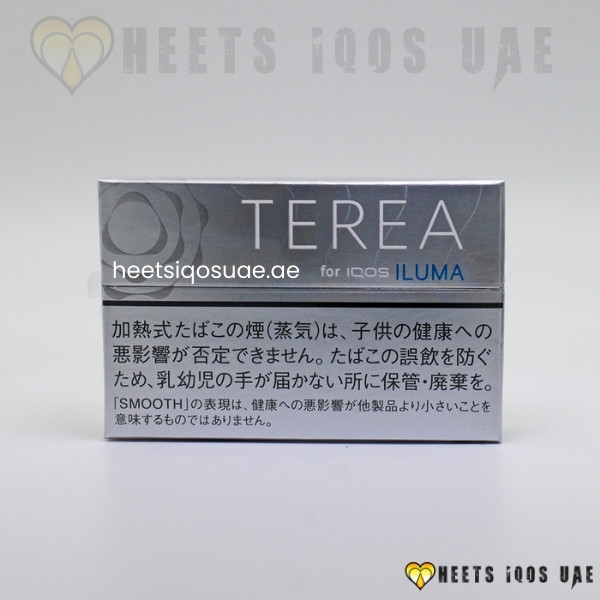 HEETS iQOS UAE
TEREA
heetsiqosuae.ae
for IQOS ILUMA
加熱式たばこの煙(蒸気)は、子供の健康への
悪影響が否定できません。たばこの誤飲を防ぐ
ため、乳幼児の手が届かない所に保管・廃棄を。
「SMOOTH」の表現は、健康への悪影響が他製品より小さいことを
意味するものではありません。
HEETS iQOS UAE